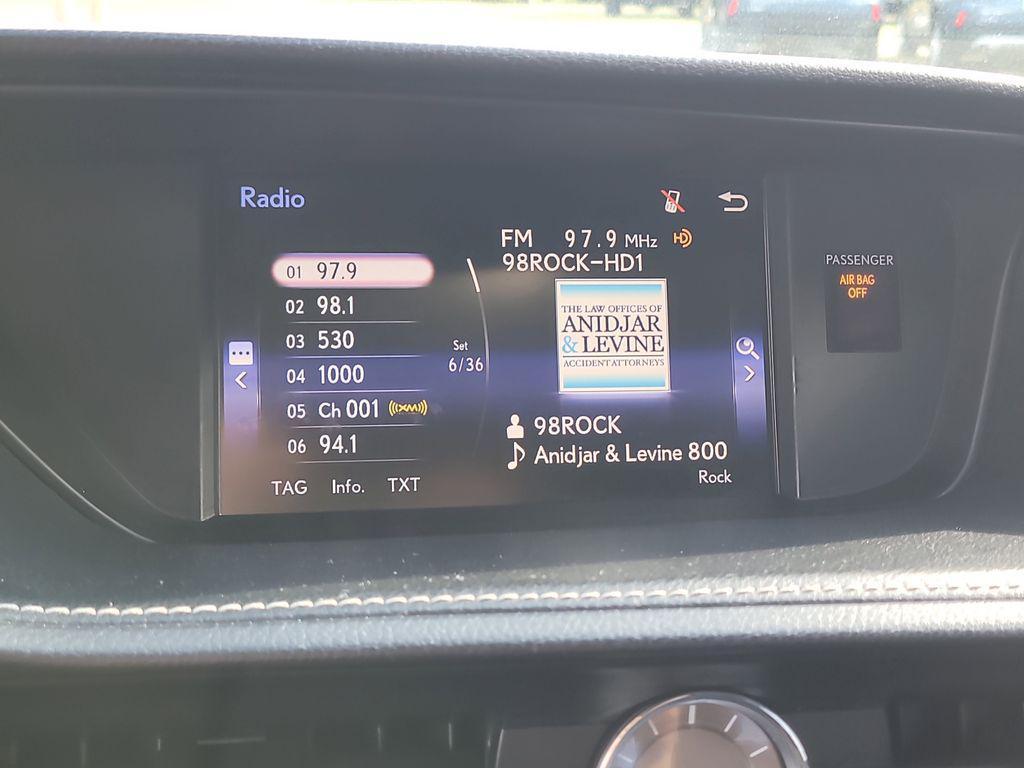 Radio
FM 97.9 MHz HD
98ROCK-HD1
01 97.9
02 98.1
03 530
04 1000
05 Ch 001 ((XM))
06 94.1
Set
6/36
THE LAW OFFICES OF
ANIDJAR
& LEVINE
ACCIDENT ATTORNEYS
98ROCK
Anidjar & Levine 800
Rock
TAG Info. TXT
PASSENGER
AIR BAG
OFF